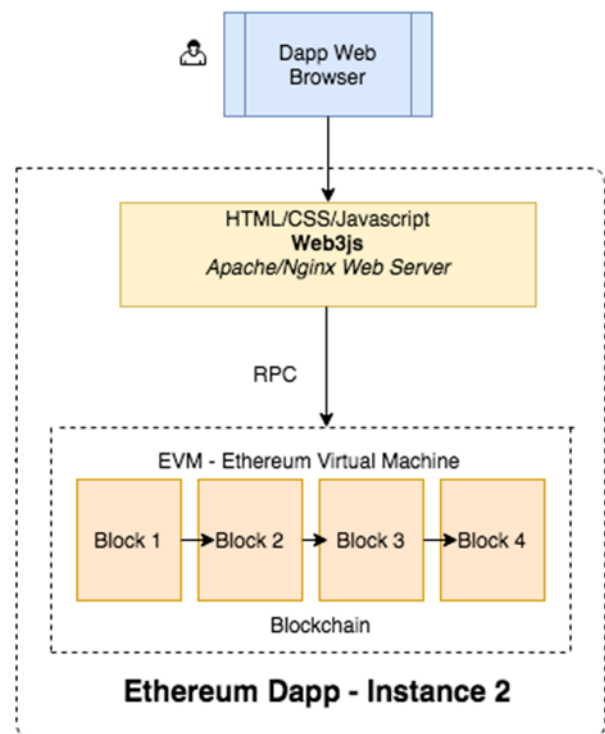 Dapp Web
Browser
HTML/CSS/Javascript
Web3js
Apache/Nginx Web Server
RPC
EVM - Ethereum Virtual Machine
Block 1
Block 2
Block 3
Block 4
Blockchain
Ethereum Dapp - Instance 2